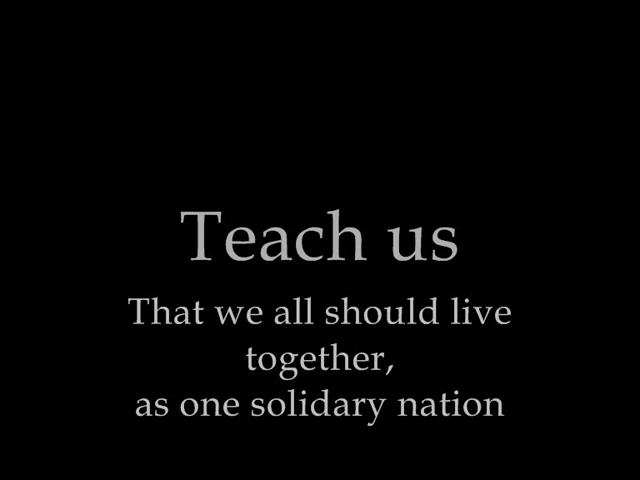 Teach us
That we all should live
together,
as one solidary nation